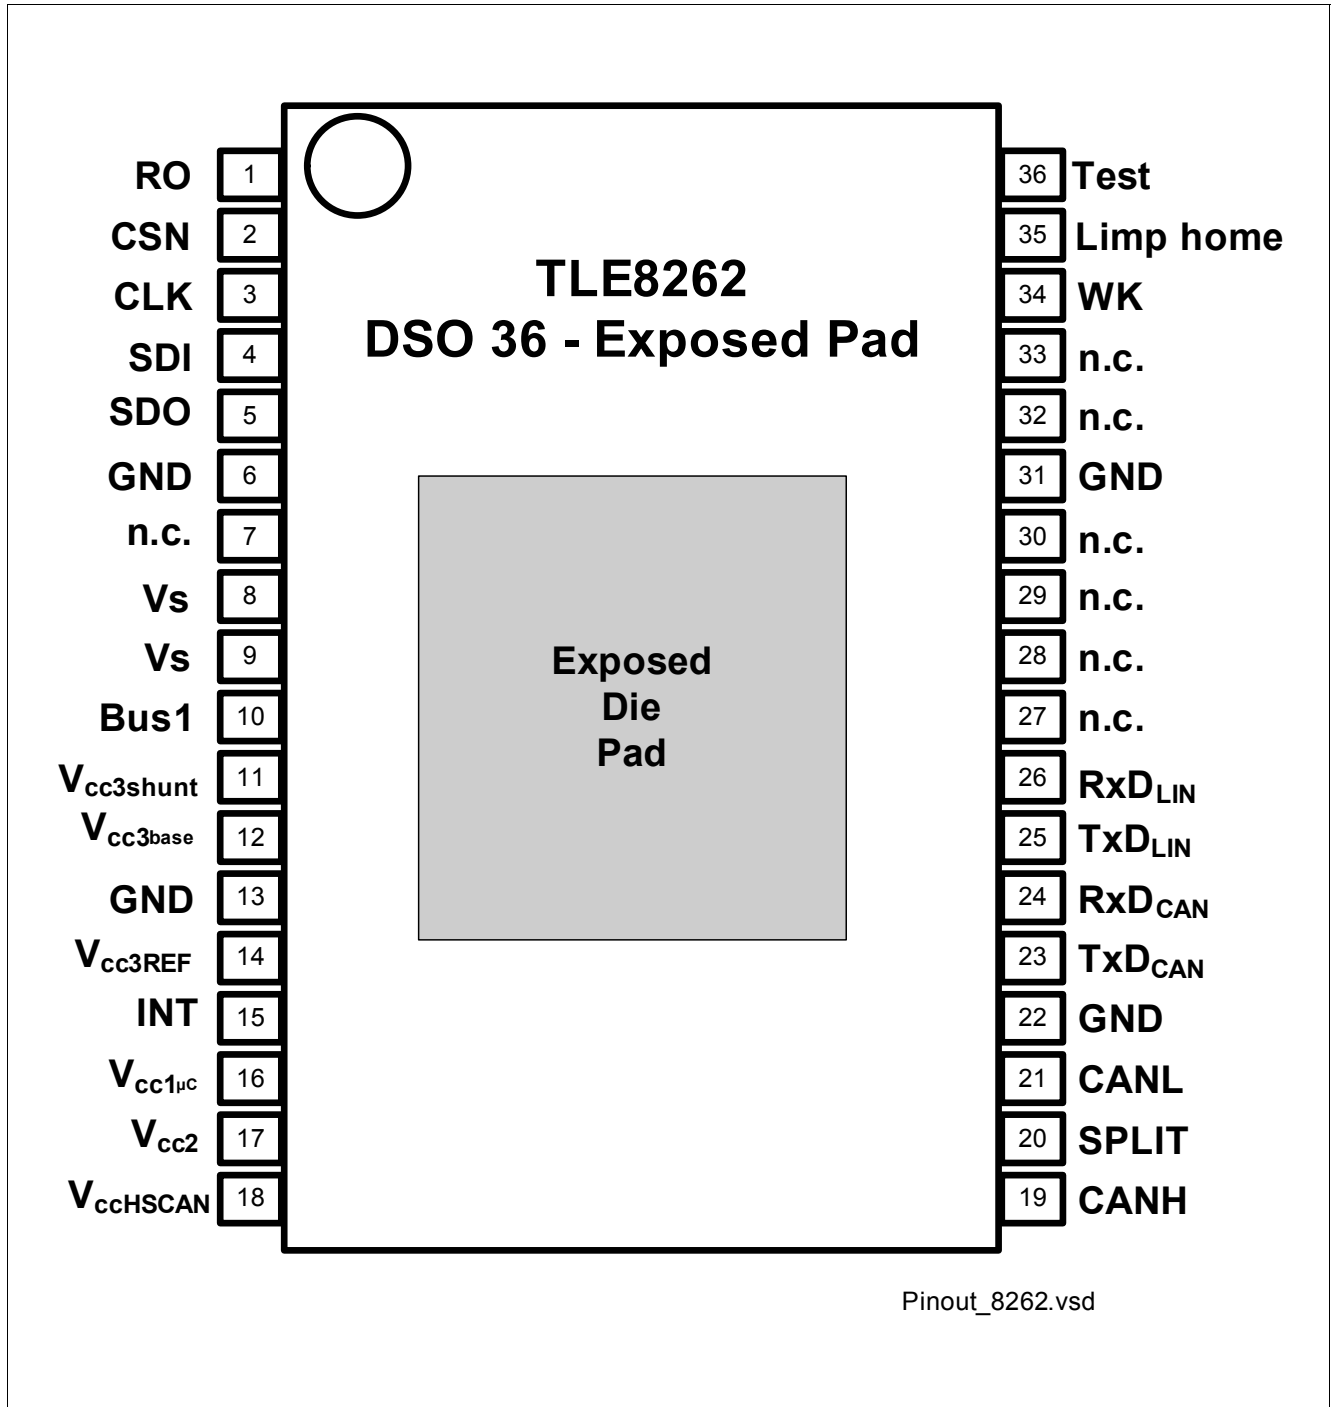 RO 1
CSN 2
CLK 3
SDI 4
SDO 5
GND 6
n.c. 7
Vs 8
Vs 9
Bus1 10
Vcc3shunt 11
Vcc3base 12
GND 13
Vcc3REF 14
INT 15
Vcc1µC 16
Vcc2 17
VccHSCAN 18
TLE8262
DSO 36 - Exposed Pad
Exposed
Die
Pad
36 Test
35 Limp home
34 WK
33 n.c.
32 n.c.
31 GND
30 n.c.
29 n.c.
28 n.c.
27 n.c.
26 RxDLIN
25 TxDLIN
24 RxDCAN
23 TxDCAN
22 GND
21 CANL
20 SPLIT
19 CANH
Pinout_8262.vsd